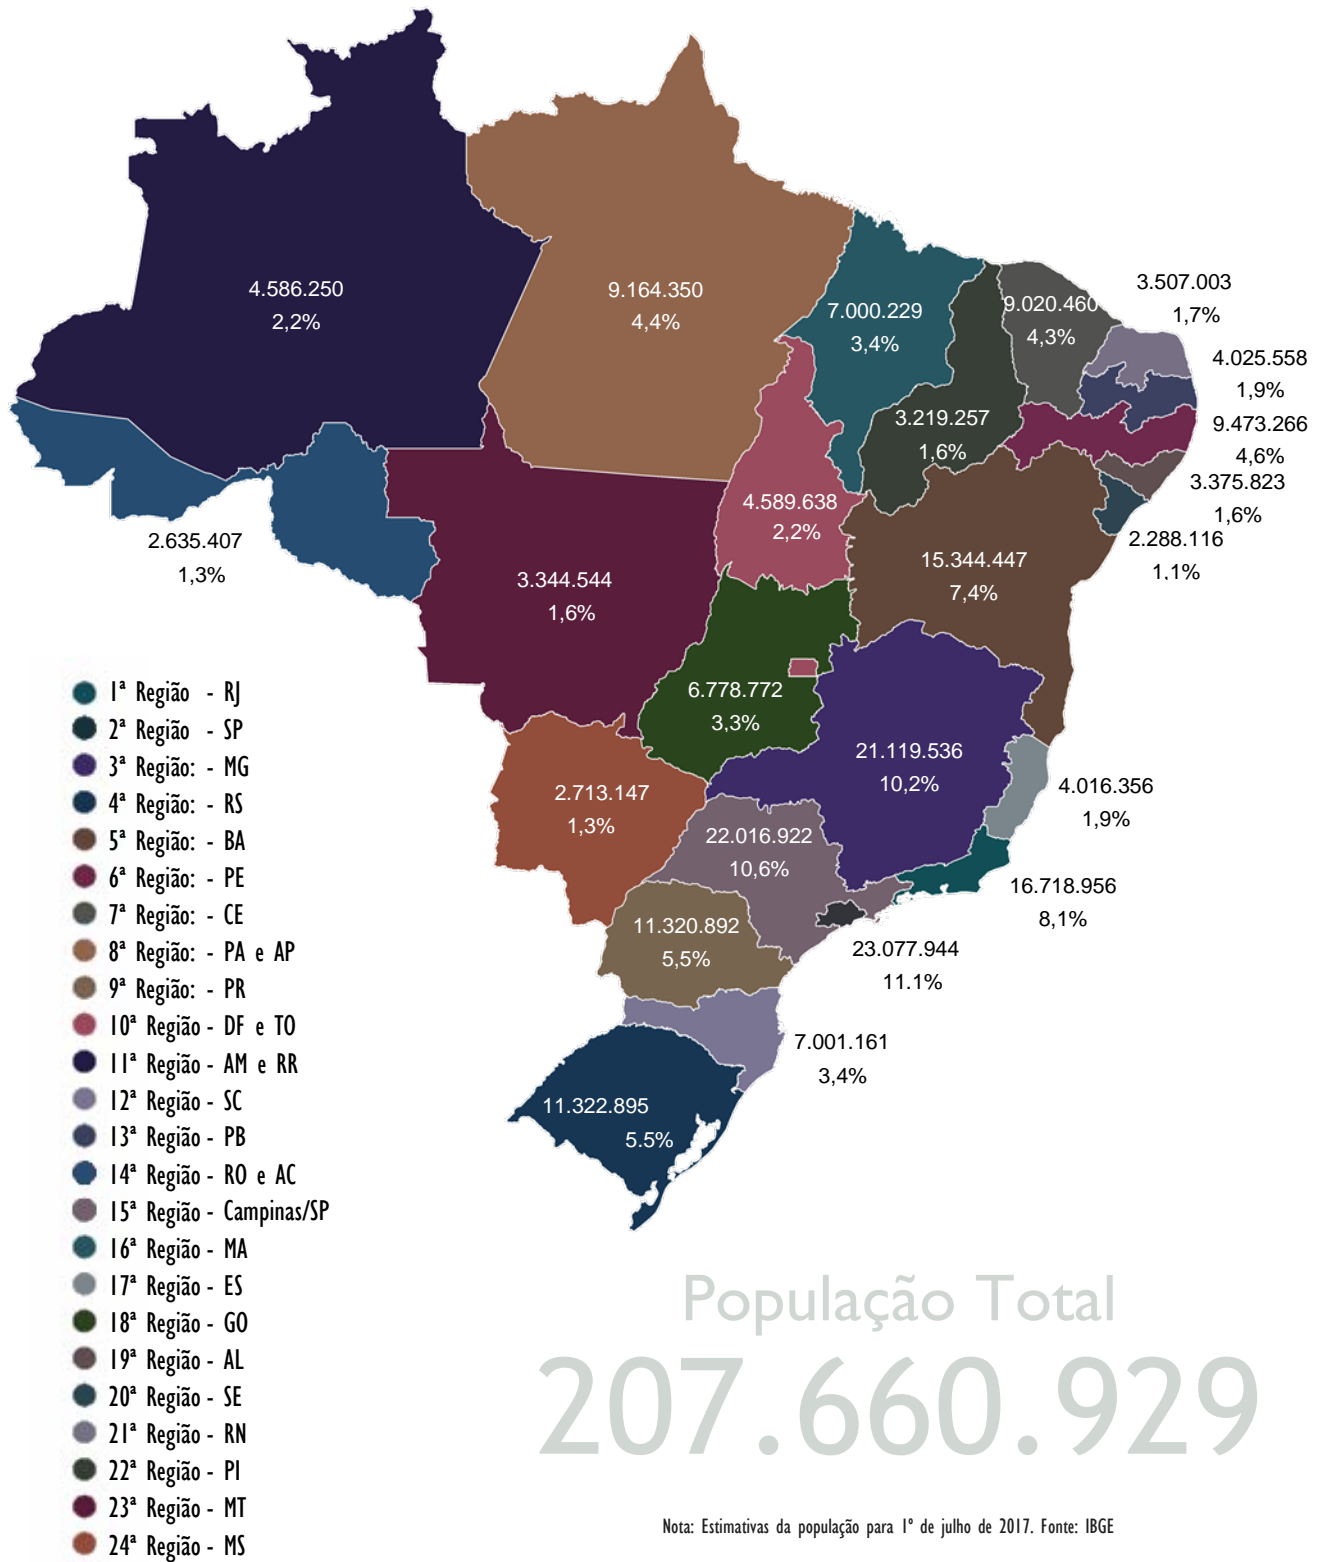 4.586.250
2,2%
9.164.350
4,4%
7.000.229
3,4%
9.020.460
4,3%
3.507.003
1,7%
4.025.558
1,9%
9.473.266
4,6%
3.375.823
1,6%
2.288.116
1,1%
3.219.257
1,6%
4.589.638
2,2%
15.344.447
7,4%
2.635.407
1,3%
3.344.544
1,6%
6.778.772
3,3%
21.119.536
10,2%
4.016.356
1,9%
2.713.147
1,3%
22.016.922
10,6%
16.718.956
8,1%
11.320.892
5,5%
23.077.944
11.1%
7.001.161
3,4%
11.322.895
5.5%
1ª Região - RJ
2ª Região - SP
3ª Região: - MG
4ª Região: - RS
5ª Região: - BA
6ª Região: - PE
7ª Região: - CE
8ª Região: - PA e AP
9ª Região: - PR
10ª Região - DF e TO
11ª Região - AM e RR
12ª Região - SC
13ª Região - PB
14ª Região - RO e AC
15ª Região - Campinas/SP
16ª Região - MA
17ª Região - ES
18ª Região - GO
19ª Região - AL
20ª Região - SE
21ª Região - RN
22ª Região - PI
23ª Região - MT
24ª Região - MS
População Total
207.660.929
Nota: Estimativas da população para 1º de julho de 2017. Fonte: IBGE